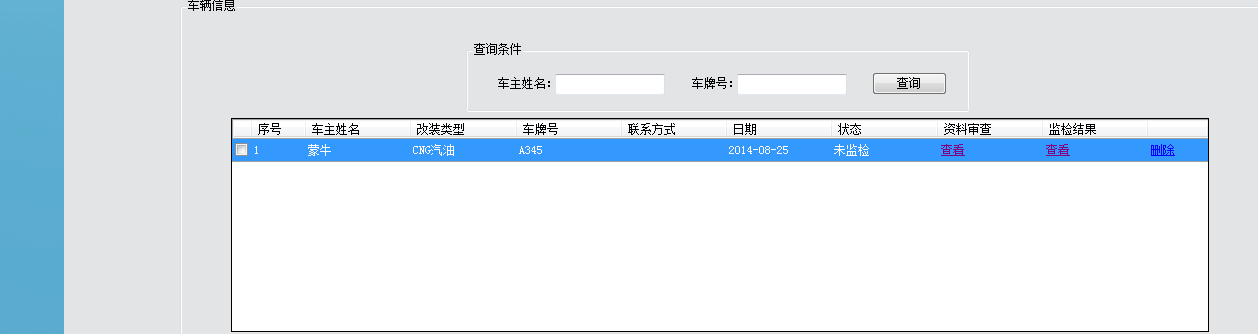 车辆信息
查询条件
车主姓名: 车牌号: 查询
序号 车主姓名 改装类型 车牌号 联系方式 日期 状态 资料审查 监检结果
1 蒙牛 CNG汽油 A345 2014-08-25 未监检 查看 查看 删除